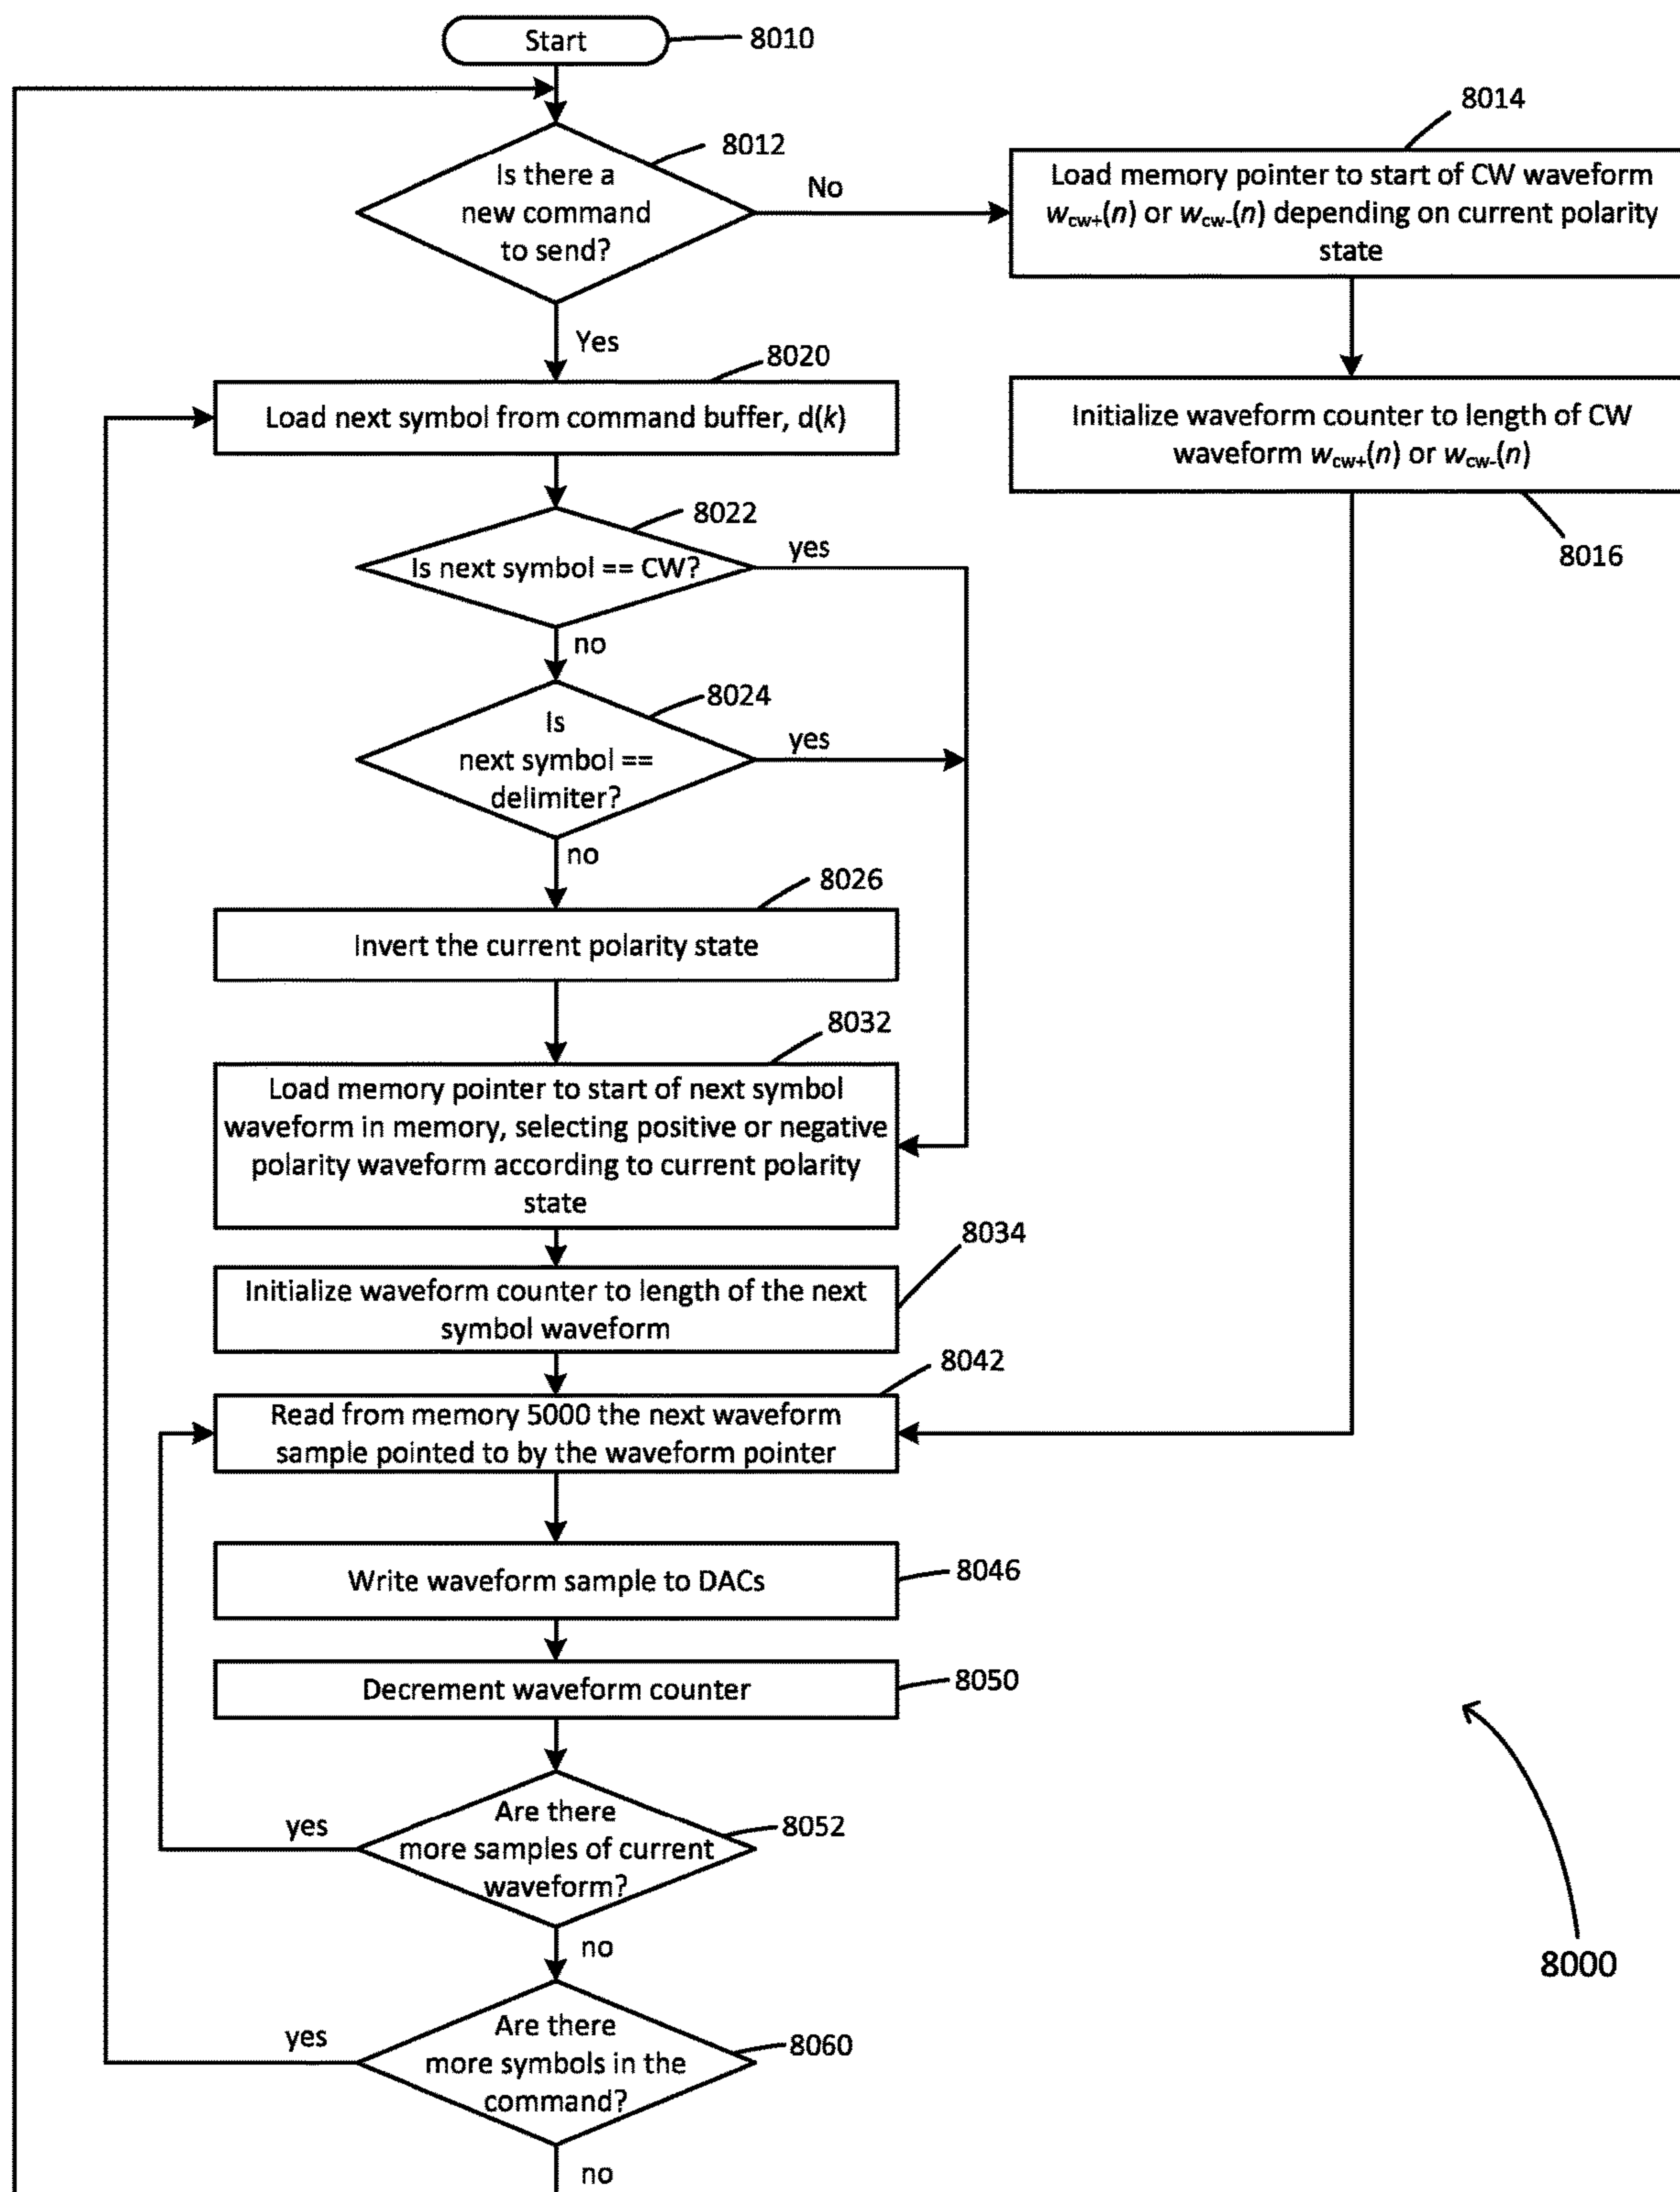 Start
8010
8012
Is there a
new command
to send?
No
Yes
8014
Load memory pointer to start of CW waveform
wcw+(n) or wcw-(n) depending on current polarity
state
Initialize waveform counter to length of CW
waveform wcw+(n) or wcw-(n)
8016
8020
Load next symbol from command buffer, d(k)
8022
Is next symbol == CW?
yes
no
8024
Is
next symbol ==
delimiter?
yes
no
8026
Invert the current polarity state
8032
Load memory pointer to start of next symbol
waveform in memory, selecting positive or negative
polarity waveform according to current polarity
state
8034
Initialize waveform counter to length of the next
symbol waveform
8042
Read from memory 5000 the next waveform
sample pointed to by the waveform pointer
Write waveform sample to DACs
8046
Decrement waveform counter
8050
Are there
more samples of current
waveform?
8052
yes
no
Are there
more symbols in the
command?
8060
yes
no
8000